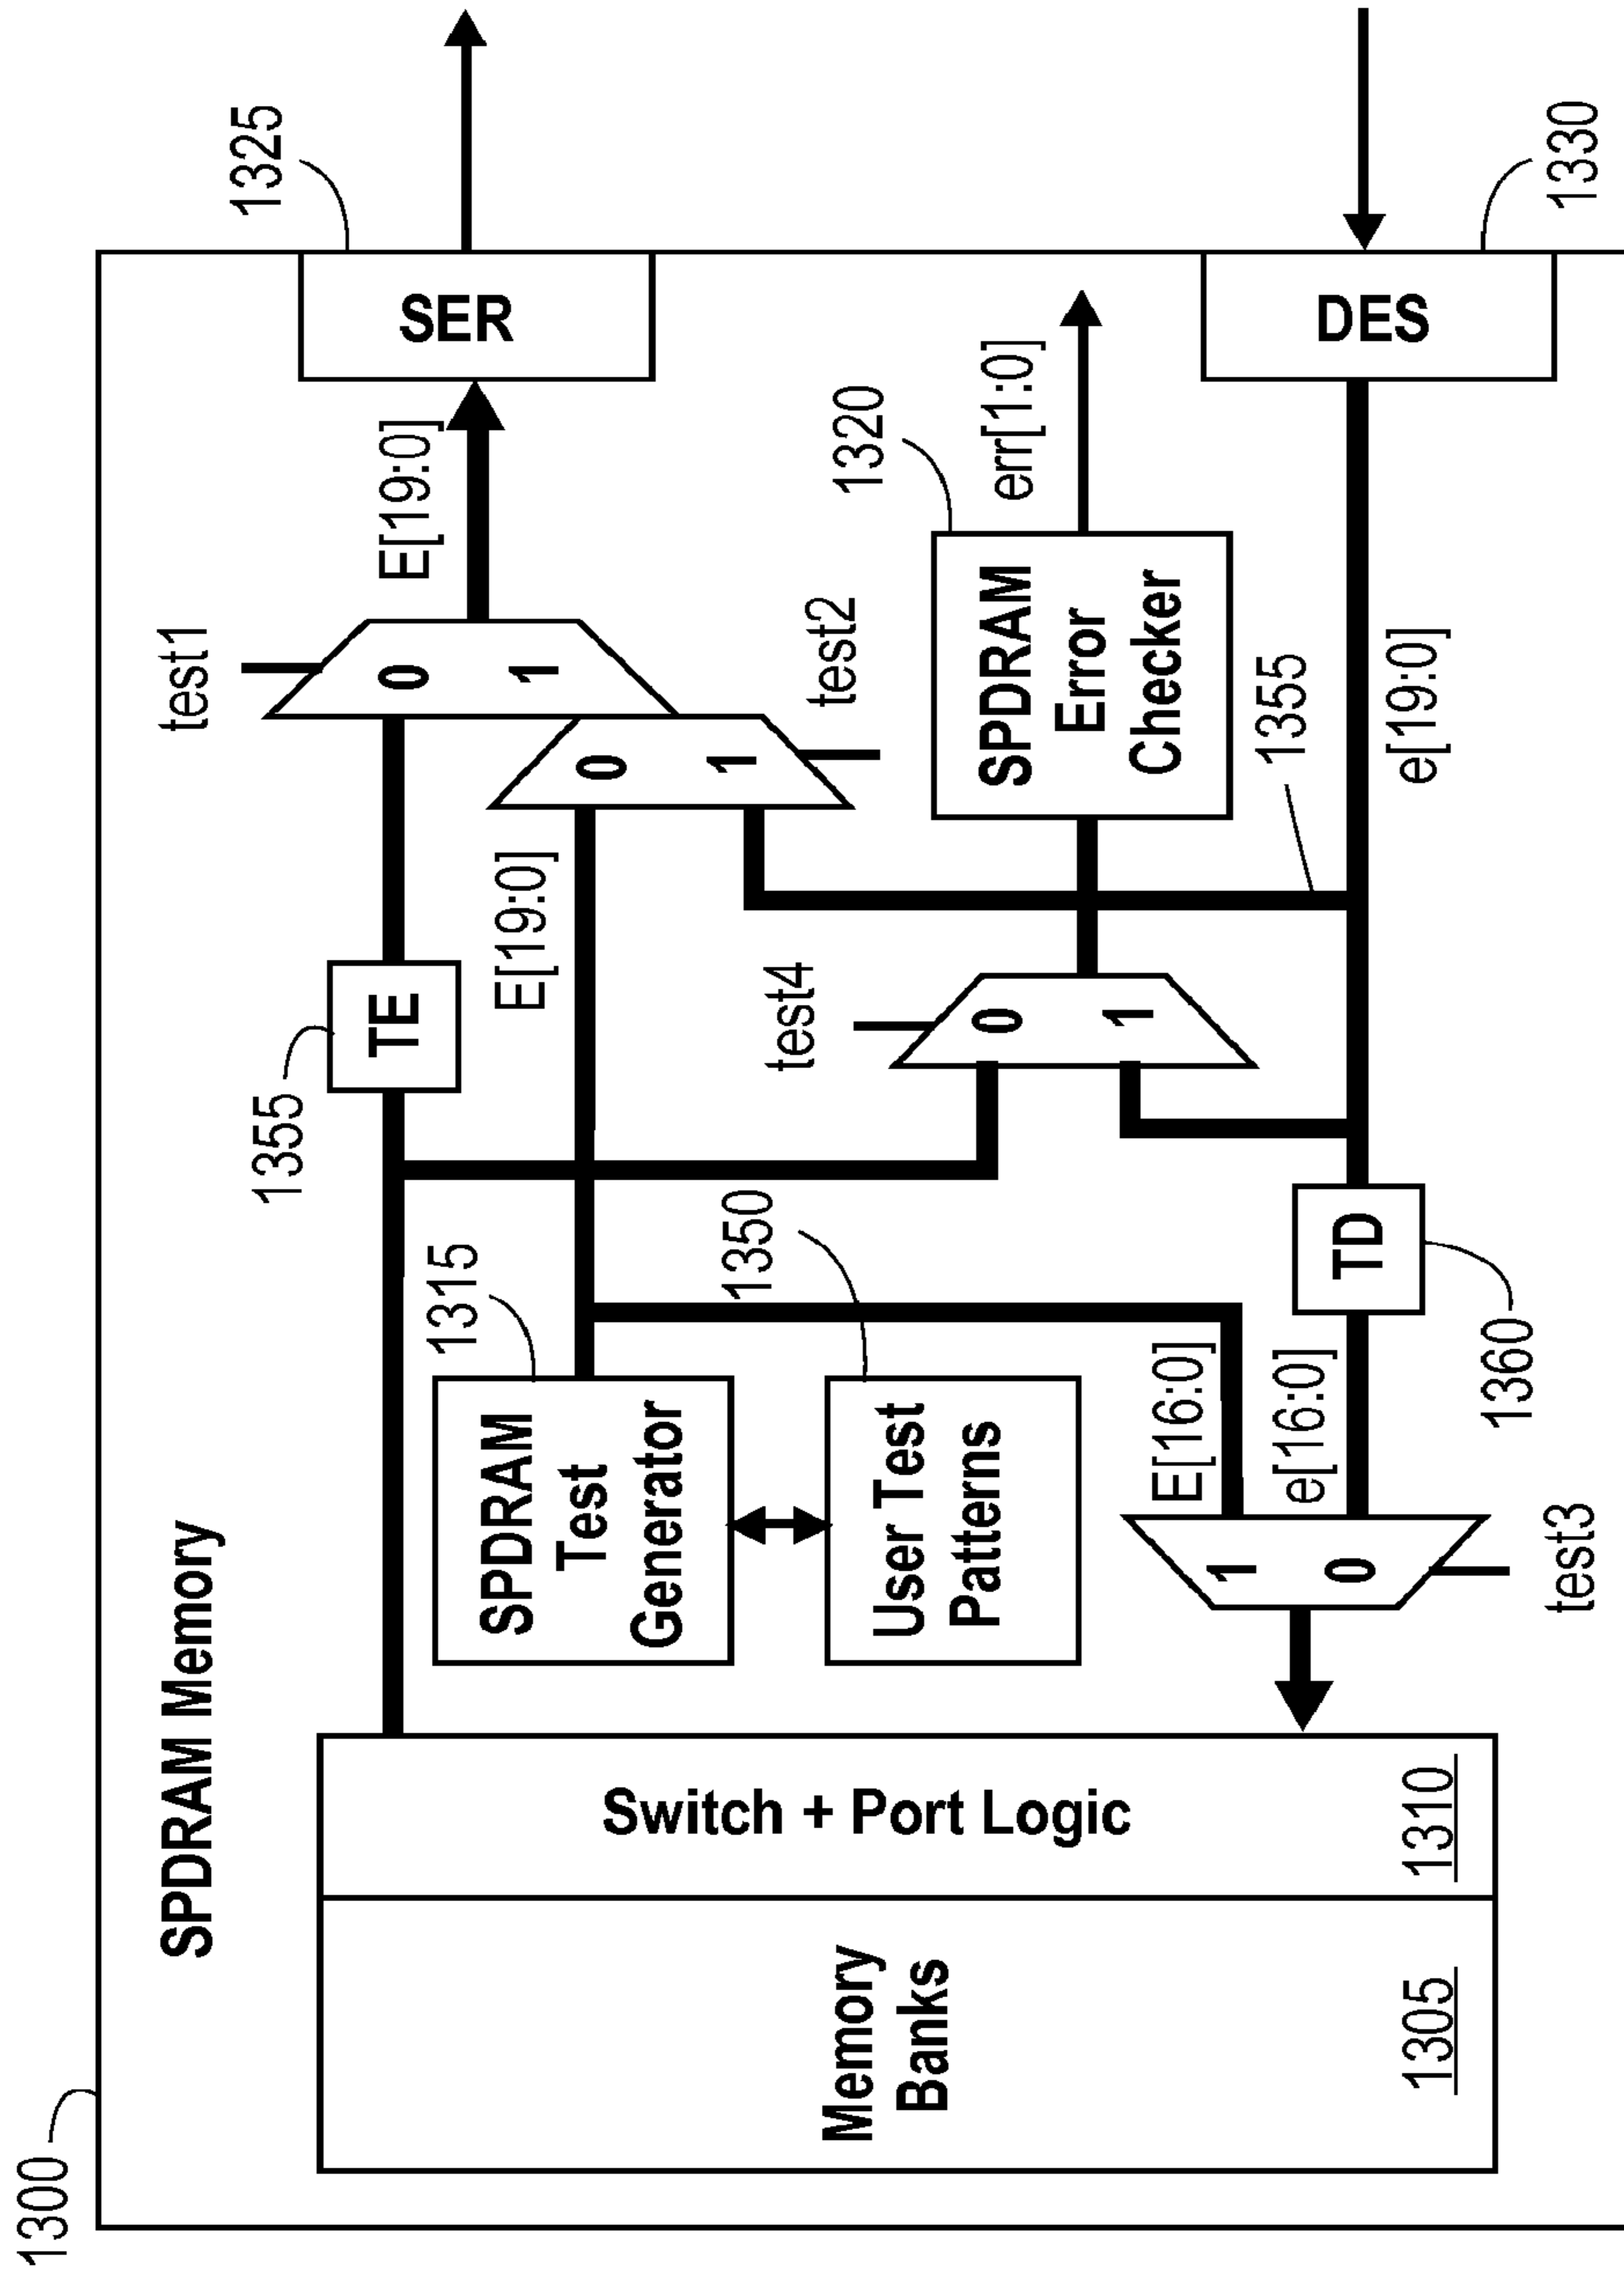 1300
SPDRAM Memory
Memory
Banks
1305
Switch + Port Logic
1310
SPDRAM
Test
Generator
1315
User Test
Patterns
1350
1355
TE
E[19:0]
test1
0
1
E[19:0]
SER
1325
0
1
test2
test4
0
1
SPDRAM
Error
Checker
1320
err[1:0]
1355
e[19:0]
DES
1330
E[16:0]
e[16:0]
1
0
test3
TD
1360